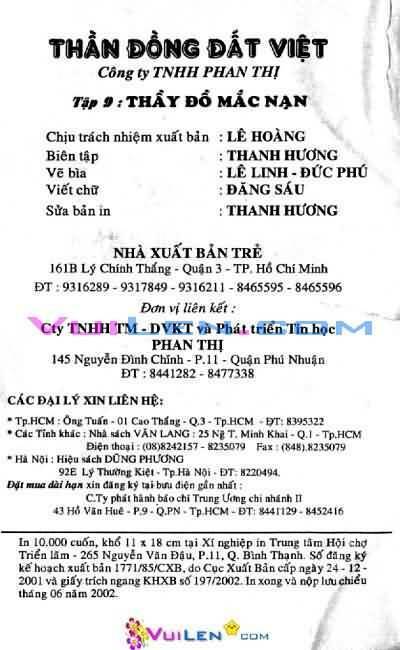 THẦN ĐỒNG ĐẤT VIỆT
Công ty TNHH PHAN THỊ
Tập 9 : THẦY ĐỒ MẮC NẠN
Chịu trách nhiệm xuất bản : LÊ HOÀNG
Biên tập : THANH HƯƠNG
Vẽ bìa : LÊ LINH - ĐỨC PHÚ
Viết chữ : ĐĂNG SÁU
Sửa bản in : THANH HƯƠNG
NHÀ XUẤT BẢN TRẺ
161B Lý Chính Thắng - Quận 3 - TP. Hồ Chí Minh
ĐT : 9316289 - 9317849 - 9316211 - 8465595 - 8465596
Đơn vị liên kết :
VUILEN.COM
Cty TNHH TM - DVKT và Phát triển Tin học
PHAN THỊ
145 Nguyễn Đình Chính - P.11 - Quận Phú Nhuận
ĐT : 8441282 - 8477338
CÁC ĐẠI LÝ XIN LIÊN HỆ:
* Tp.HCM : Ông Tuấn - 01 Cao Thắng - Q.3 - Tp.HCM - ĐT: 8395322
* Các Tỉnh khác : Nhà sách VĂN LANG : 25 Ng T. Minh Khai - Q.1 - Tp.HCM
Điện thoại : (08)8242157 - 8235079 Fax : (848).8235079
* Hà Nội : Hiệu sách DŨNG PHƯƠNG
92E Lý Thường Kiệt - Tp.Hà Nội - ĐT: 8220494.
Đặt mua dài hạn xin đăng ký tại bưu điện gần nhất :
C.Ty phát hành báo chí Trung Ương chi nhánh II
43 Hồ Văn Huê - P.9 - Q.PN - Tp.HCM - ĐT: 8441129 - 8452416
In 10.000 cuốn, khổ 11 x 18 cm tại Xí nghiệp in Trung tâm Hội chợ
Triển lãm - 265 Nguyễn Văn Đậu, P.11, Q. Bình Thạnh. Số đăng ký
kế hoạch xuất bản 1771/85/CXB, do Cục Xuất Bản cấp ngày 24 - 12 -
2001 và giấy trích ngang KHXB số 197/2002. In xong và nộp lưu chiểu
tháng 06 năm 2002.
VUILEN.COM